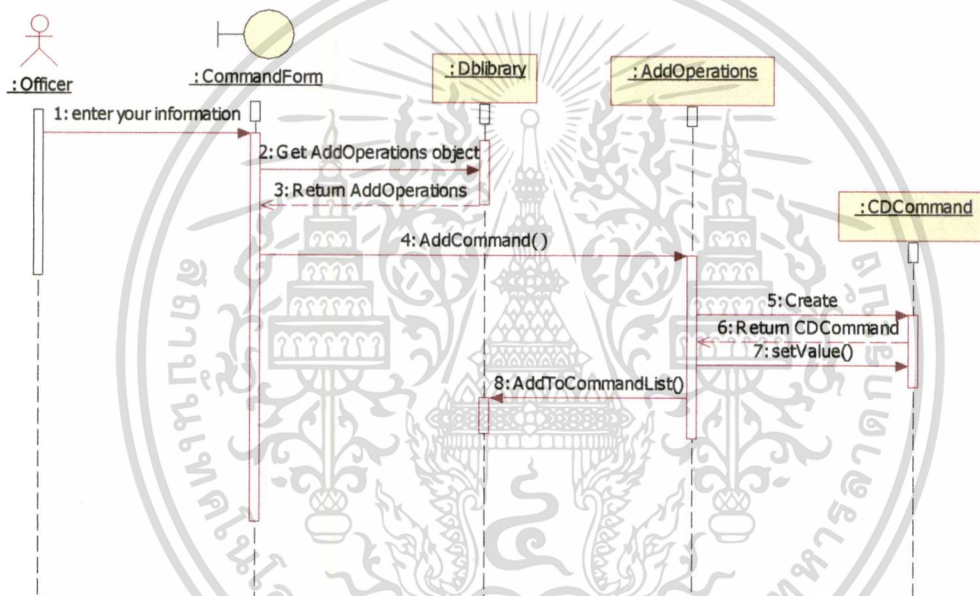 : Officer
: CommandForm
: Dblibrary
: AddOperations
: CDCommand
1: enter your information
2: Get AddOperations object
3: Return AddOperations
4: AddCommand()
5: Create
6: Return CDCommand
7: setValue()
8: AddToCommandList()